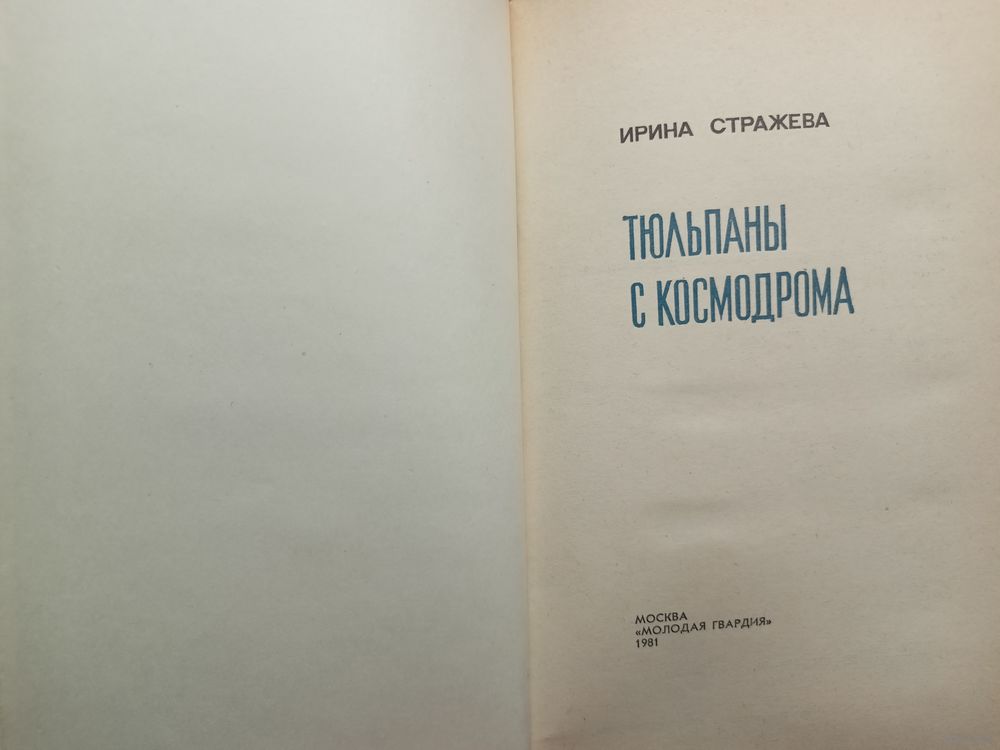 ИРИНА СТРАЖЕВА
ТЮЛЬПАНЫ
С КОСМОДРОМА
МОСКВА
«МОЛОДАЯ ГВАРДИЯ»
1981